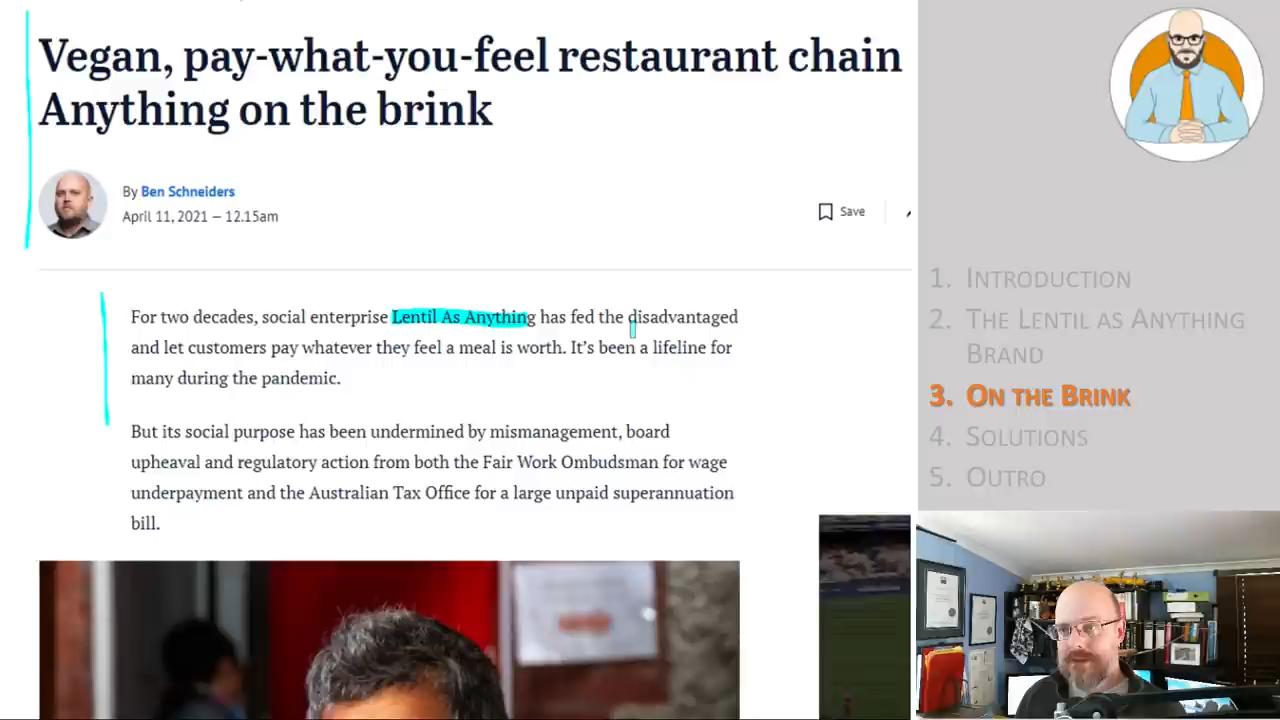 Vegan, pay-what-you-feel restaurant chain
Anything on the brink
By Ben Schneiders
April 11, 2021 – 12.15am
Save
For two decades, social enterprise Lentil As Anything has fed the disadvantaged
and let customers pay whatever they feel a meal is worth. It's been a lifeline for
many during the pandemic.
But its social purpose has been undermined by mismanagement, board
upheaval and regulatory action from both the Fair Work Ombudsman for wage
underpayment and the Australian Tax Office for a large unpaid superannuation
bill.
1. Introduction
2. The Lentil as Anything
Brand
3. On the Brink
4. Solutions
5. Outro